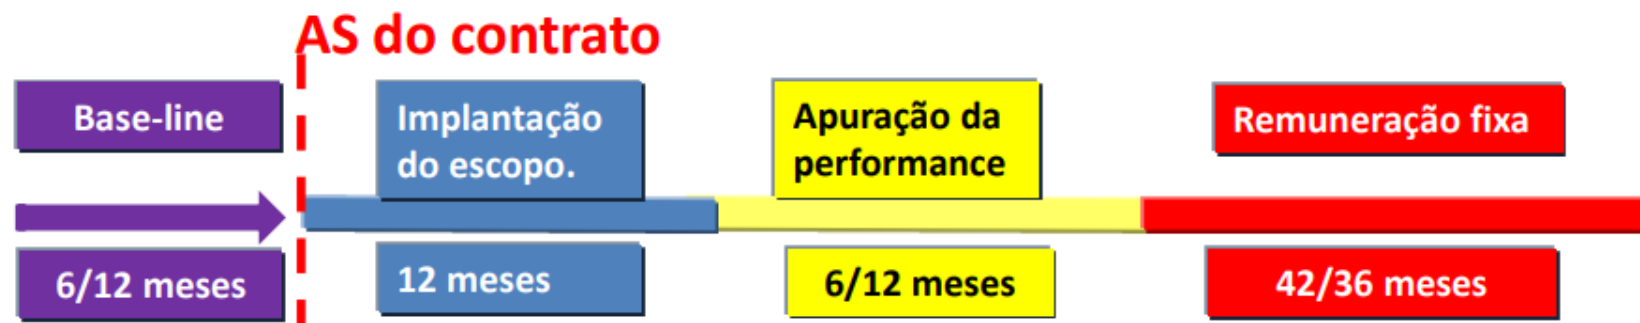 AS do contrato
Base-line
Implantação
do escopo.
Apuração da
performance
Remuneração fixa
6/12 meses
12 meses
6/12 meses
42/36 meses